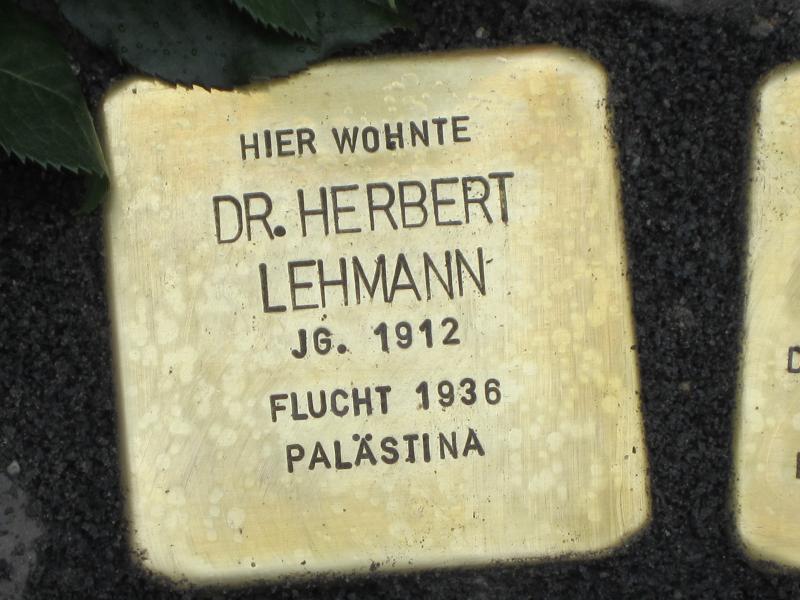 HIER WOHNTE
DR. HERBERT
LEHMANN
JG. 1912
FLUCHT 1936
PALÄSTINA